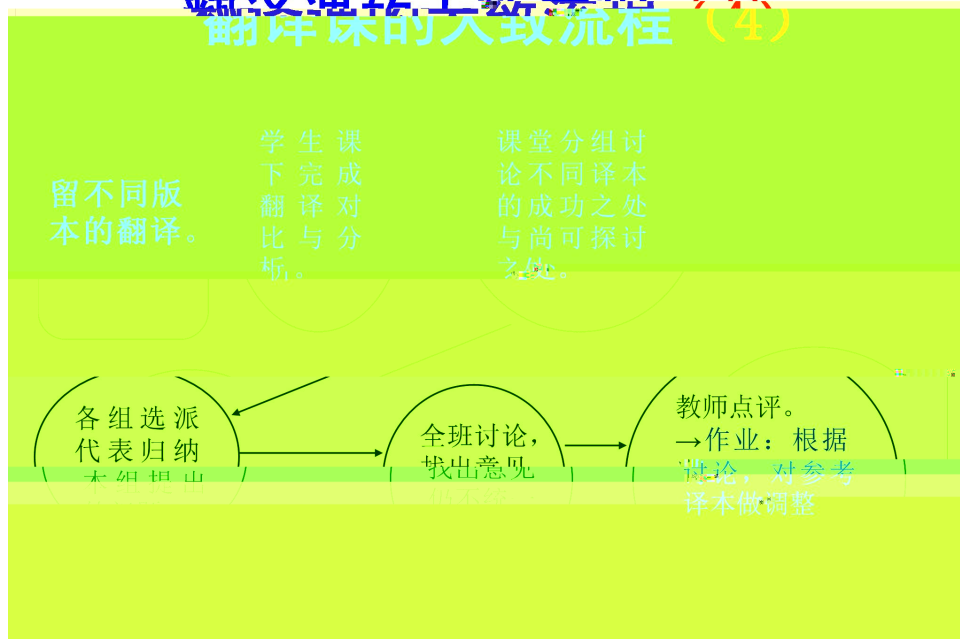 翻译课的大致流程（4）
留不同版
本的翻译。
学生课
下完成
翻译对
比与分
析。
课堂分组讨
论不同译本
的成功之处
与尚可探讨
之处。
各组选派
代表归纳
本组提出
全班讨论，
找出意见
教师点评。
→作业：根据
讨论，对参考
译本做调整